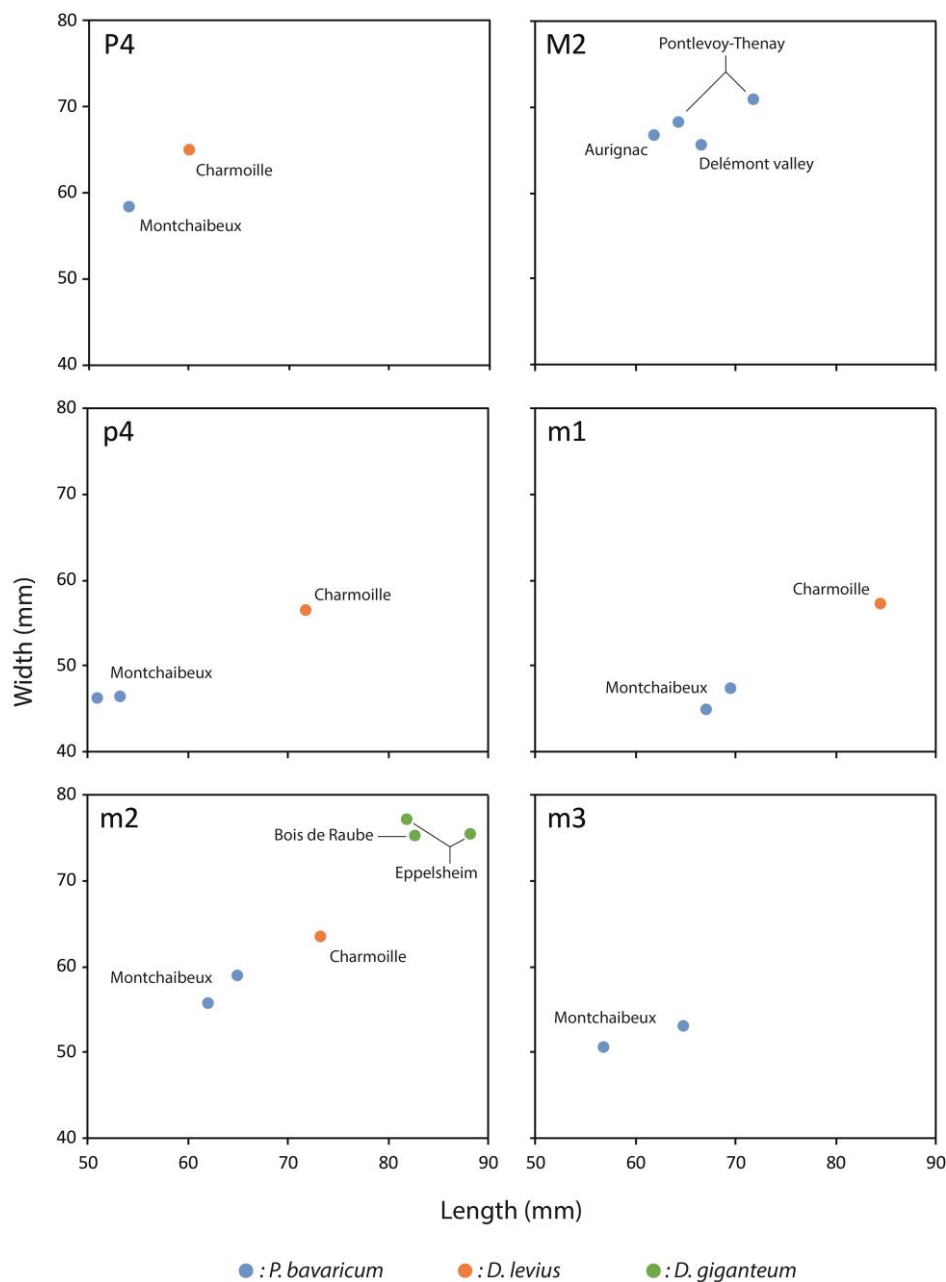 P4
80
70
60
50
40
Charmoille
Montchaibeux
M2
Pontlevoy-Thenay
Aurignac
Delémont valley
p4
80
70
60
50
40
Charmoille
Montchaibeux
m1
Charmoille
Montchaibeux
Width (mm)
m2
80
70
60
50
40
Bois de Raube
Eppelsheim
Charmoille
Montchaibeux
50 60 70 80 90
m3
Montchaibeux
50 60 70 80 90
Length (mm)
: P. bavaricum : D. levius : D. giganteum